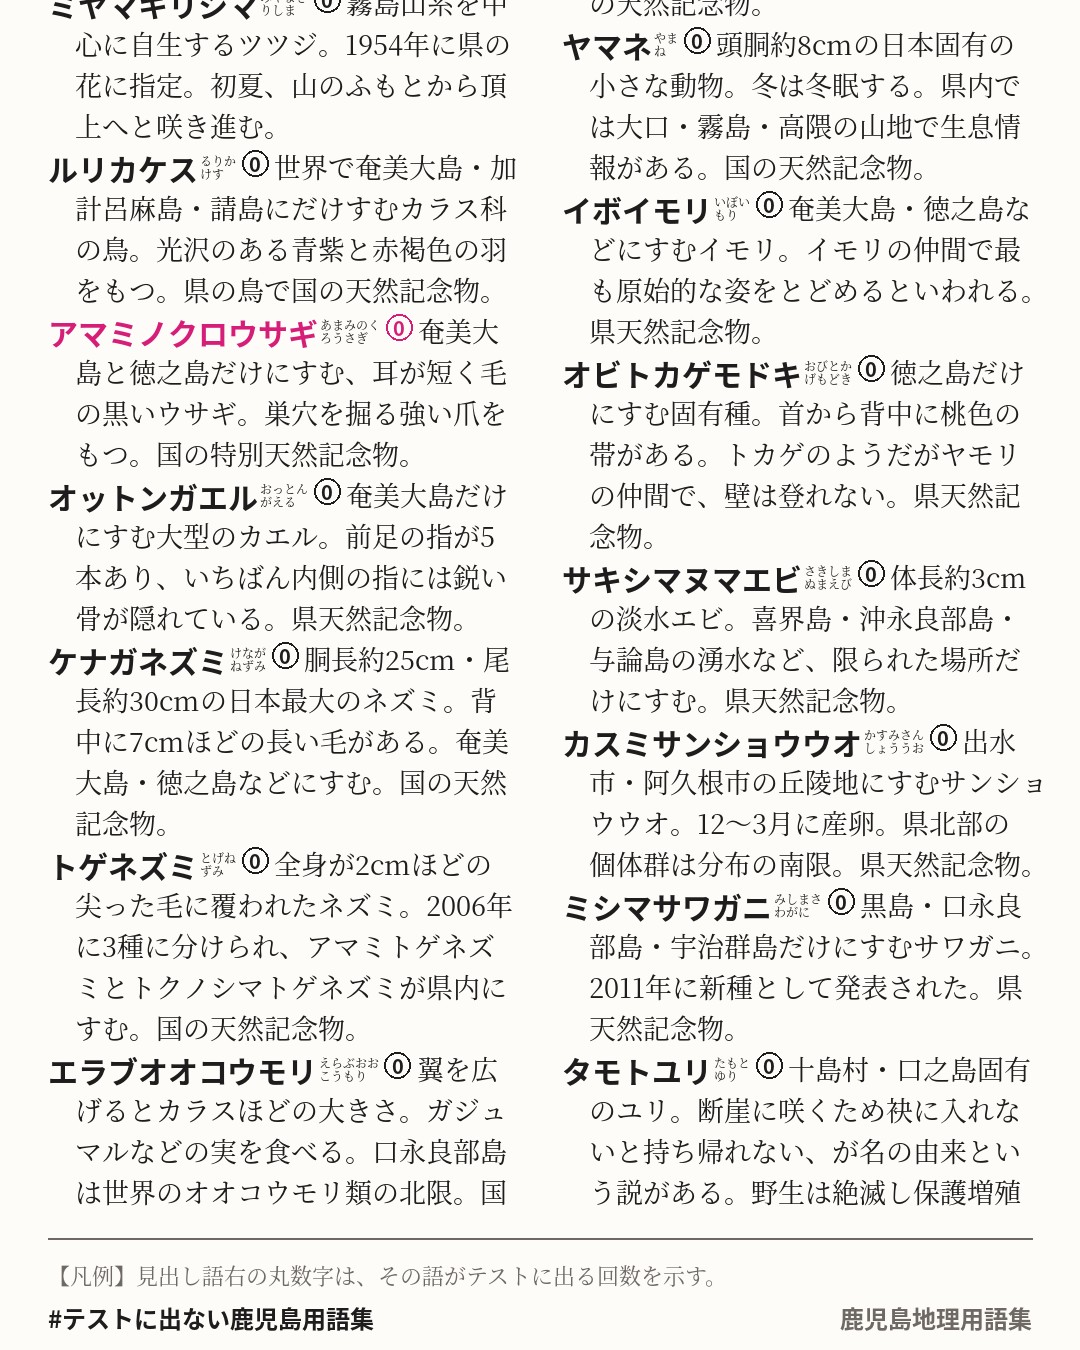 ミヤマキリシマ りしま 0 霧島山系を中
心に自生するツツジ。1954年に県の
花に指定。初夏、山のふもとから頂
上へと咲き進む。
ルリカケス るりかけす 0 世界で奄美大島・加
計呂麻島・請島にだけすむカラス科
の鳥。光沢のある青紫と赤褐色の羽
をもつ。県の鳥で国の天然記念物。
アマミノクロウサギ あまみのくろうさぎ 0 奄美大
島と徳之島だけにすむ、耳が短く毛
の黒いウサギ。巣穴を掘る強い爪を
もつ。国の特別天然記念物。
オットンガエル おっとんがえる 0 奄美大島だけ
にすむ大型のカエル。前足の指が5
本あり、いちばん内側の指には鋭い
骨が隠れている。県天然記念物。
ケナガネズミ けながねずみ 0 胴長約25cm・尾
長約30cmの日本最大のネズミ。背
中に7cmほどの長い毛がある。奄美
大島・徳之島などにすむ。国の天然
記念物。
トゲネズミ とげねずみ 0 全身が2cmほどの
尖った毛に覆われたネズミ。2006年
に3種に分けられ、アマミトゲネズ
ミとトクノシマトゲネズミが県内に
すむ。国の天然記念物。
エラブオオコウモリ えらぶおおこうもり 0 翼を広
げるとカラスほどの大きさ。ガジュ
マルなどの実を食べる。口永良部島
は世界のオオコウモリ類の北限。国
の天然記念物。
ヤマネ やまね 0 頭胴約8cmの日本固有の
小さな動物。冬は冬眠する。県内で
は大口・霧島・高隈の山地で生息情
報がある。国の天然記念物。
イボイモリ いぼいもり 0 奄美大島・徳之島な
どにすむイモリ。イモリの仲間で最
も原始的な姿をとどめるといわれる。
県天然記念物。
オビトカゲモドキ おびとかげもどき 0 徳之島だけ
にすむ固有種。首から背中に桃色の
帯がある。トカゲのようだがヤモリ
の仲間で、壁は登れない。県天然記
念物。
サキシマヌマエビ さきしまぬまえび 0 体長約3cm
の淡水エビ。喜界島・沖永良部島・
与論島の湧水など、限られた場所だ
けにすむ。県天然記念物。
カスミサンショウウオ かすみさんしょううお 0 出水
市・阿久根市の丘陵地にすむサンショ
ウウオ。12〜3月に産卵。県北部の
個体群は分布の南限。県天然記念物。
ミシマサワガニ みしまさわがに 0 黒島・口永良
部島・宇治群島だけにすむサワガニ。
2011年に新種として発表された。県
天然記念物。
タモトユリ たもとゆり 0 十島村・口之島固有
のユリ。断崖に咲くため袂に入れな
いと持ち帰れない、が名の由来とい
う説がある。野生は絶滅し保護増殖
【凡例】見出し語右の丸数字は、その語がテストに出る回数を示す。
#テストに出ない鹿児島用語集
鹿児島地理用語集